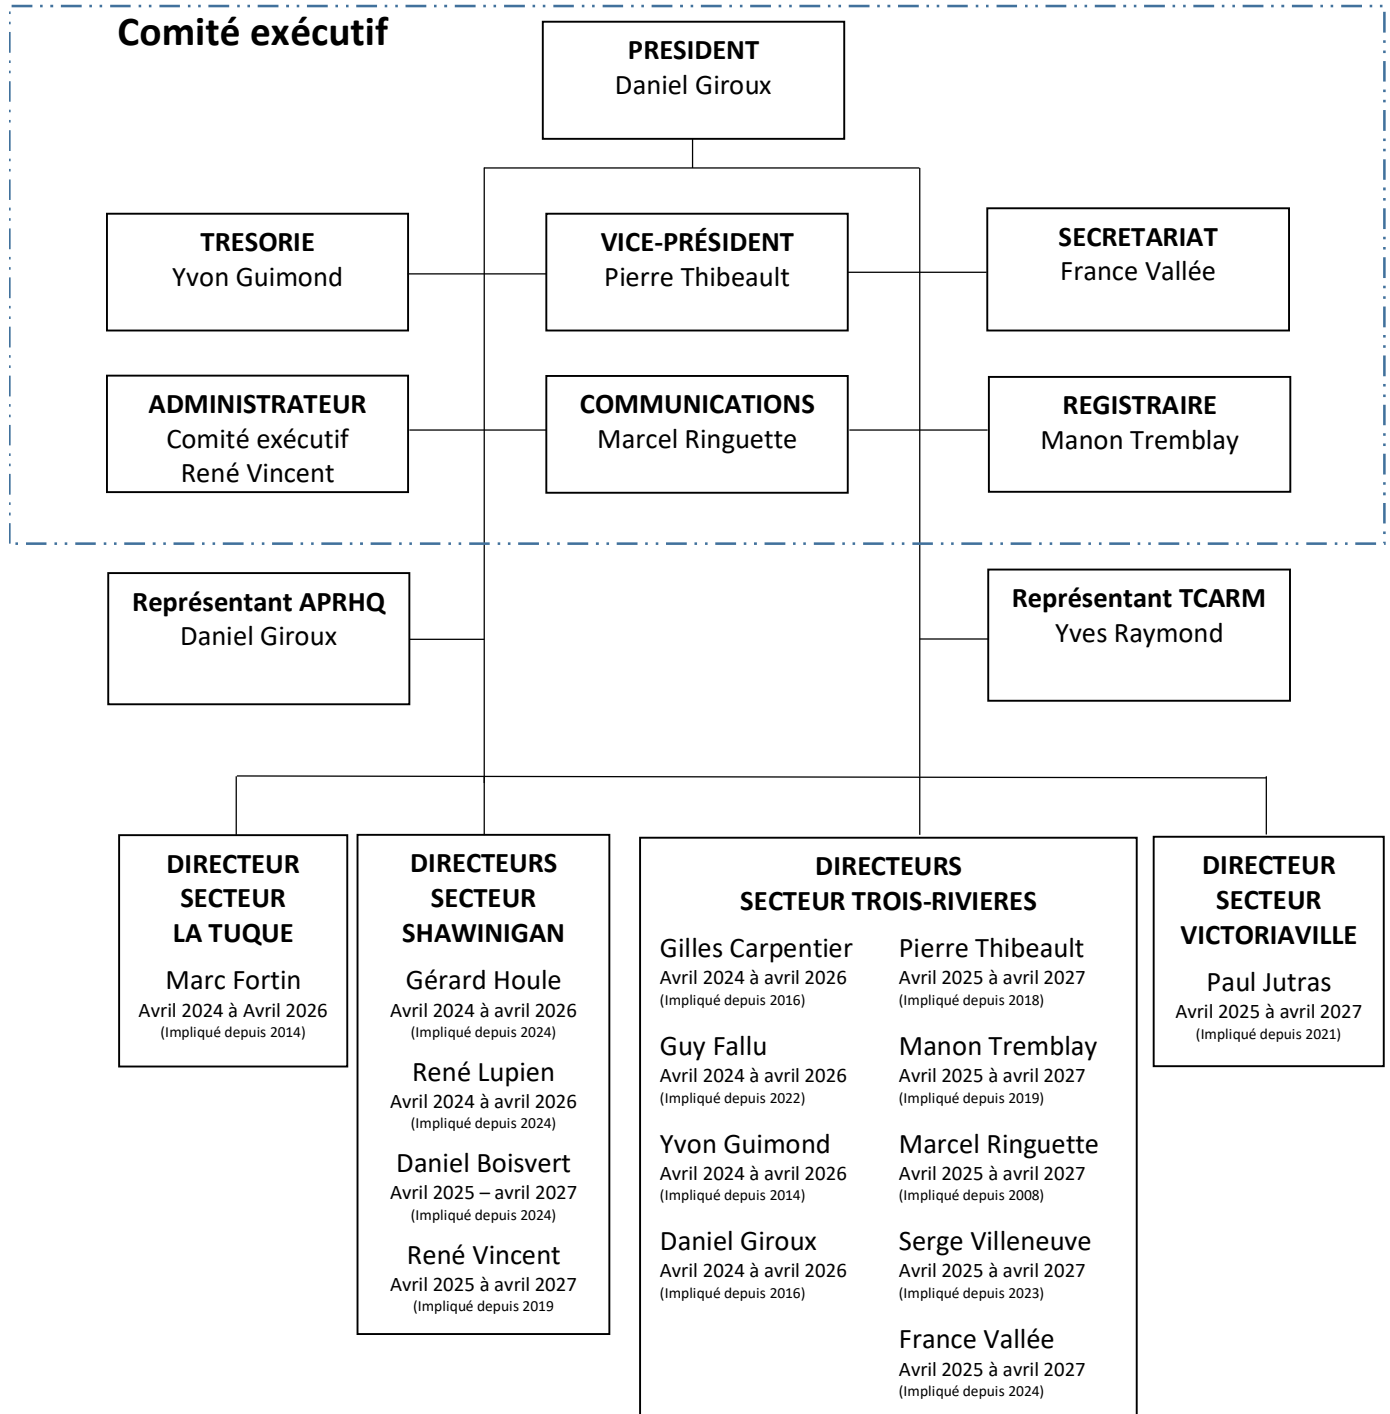 Comité exécutif
PRESIDENT
Daniel Giroux
TRESORIE
Yvon Guimond
VICE-PRÉSIDENT
Pierre Thibeault
SECRETARIAT
France Vallée
ADMINISTRATEUR
Comité exécutif
René Vincent
COMMUNICATIONS
Marcel Ringuette
REGISTRAIRE
Manon Tremblay
Représentant APRHQ
Daniel Giroux
Représentant TCARM
Yves Raymond
DIRECTEUR
SECTEUR
LA TUQUE
Marc Fortin
Avril 2024 à Avril 2026
(Impliqué depuis 2014)
DIRECTEURS
SECTEUR
SHAWINIGAN
Gérard Houle
Avril 2024 à avril 2026
(Impliqué depuis 2024)
René Lupien
Avril 2024 à avril 2026
(Impliqué depuis 2024)
Daniel Boisvert
Avril 2025 – avril 2027
(Impliqué depuis 2024)
René Vincent
Avril 2025 à avril 2027
(Impliqué depuis 2019
DIRECTEURS
SECTEUR TROIS-RIVIERES
Gilles Carpentier
Avril 2024 à avril 2026
(Impliqué depuis 2016)
Guy Fallu
Avril 2024 à avril 2026
(Impliqué depuis 2022)
Yvon Guimond
Avril 2024 à avril 2026
(Impliqué depuis 2014)
Daniel Giroux
Avril 2024 à avril 2026
(Impliqué depuis 2016)
Pierre Thibeault
Avril 2025 à avril 2027
(Impliqué depuis 2018)
Manon Tremblay
Avril 2025 à avril 2027
(Impliqué depuis 2019)
Marcel Ringuette
Avril 2025 à avril 2027
(Impliqué depuis 2008)
Serge Villeneuve
Avril 2025 à avril 2027
(Impliqué depuis 2023)
France Vallée
Avril 2025 à avril 2027
(Impliqué depuis 2024)
DIRECTEUR
SECTEUR
VICTORIAVILLE
Paul Jutras
Avril 2025 à avril 2027
(Impliqué depuis 2021)